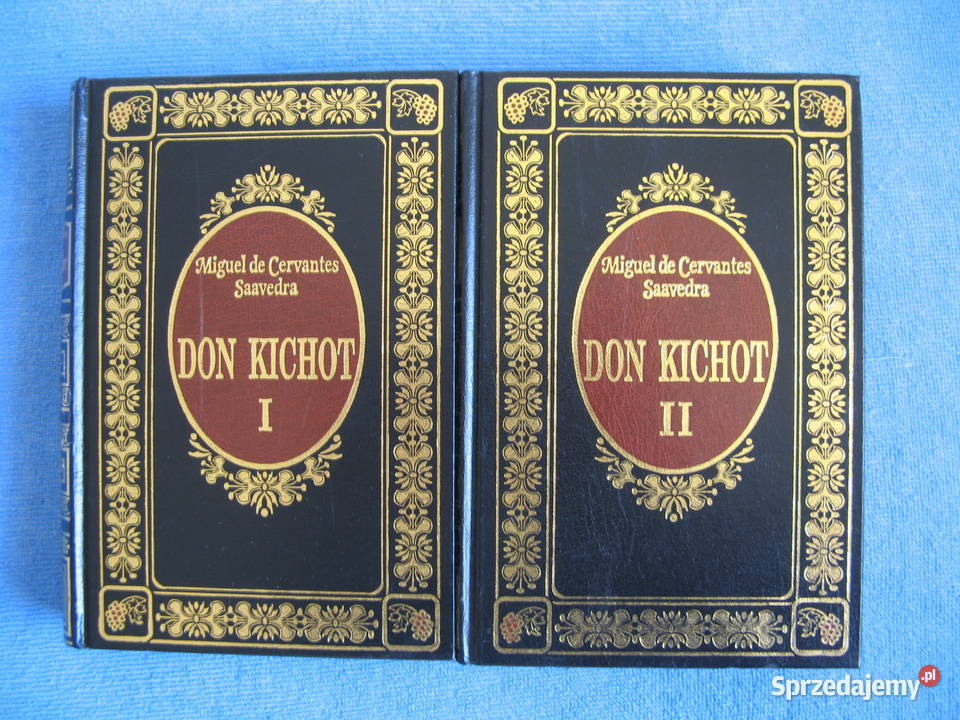 Miguel de Cervantes
Saavedra
DON KICHOT
I
Miguel de Cervantes
Saavedra
DON KICHOT
II
Sprzedajemy.pl